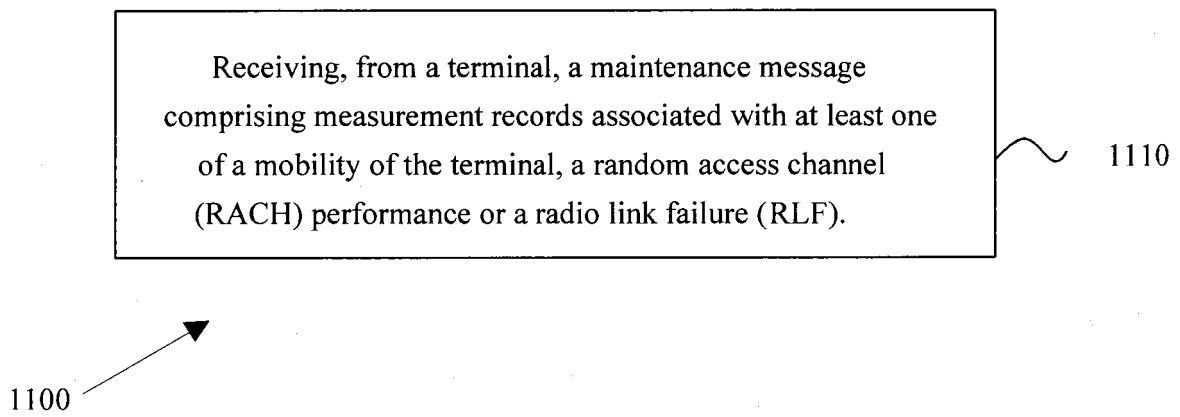 Receiving, from a terminal, a maintenance message
comprising measurement records associated with at least one
of a mobility of the terminal, a random access channel
(RACH) performance or a radio link failure (RLF).
1110
1100